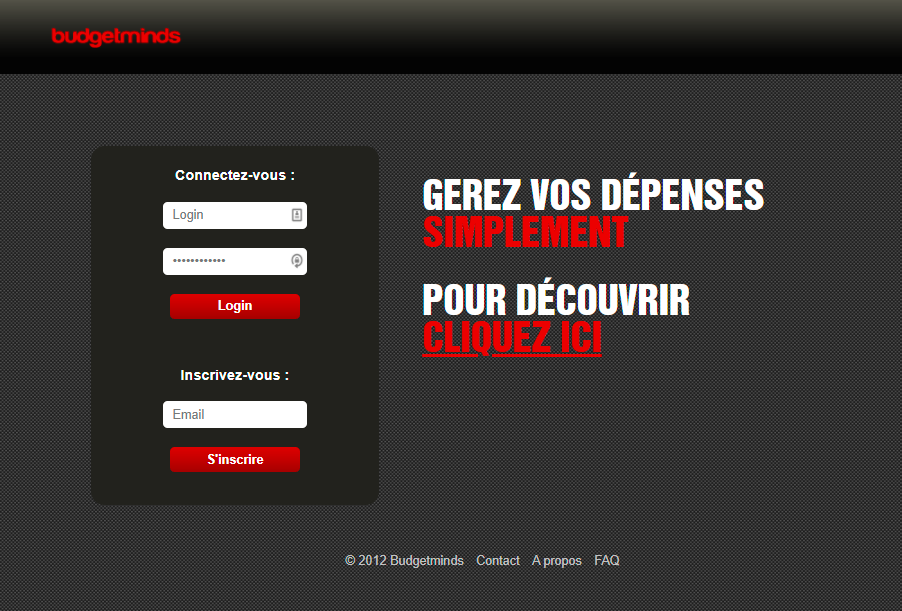 budgetminds
Connectez-vous :
Login
••••••••••••
Login
Inscrivez-vous :
Email
S'inscrire
GEREZ VOS DÉPENSES
SIMPLEMENT
POUR DÉCOUVRIR
CLIQUEZ ICI
© 2012 Budgetminds Contact A propos FAQ